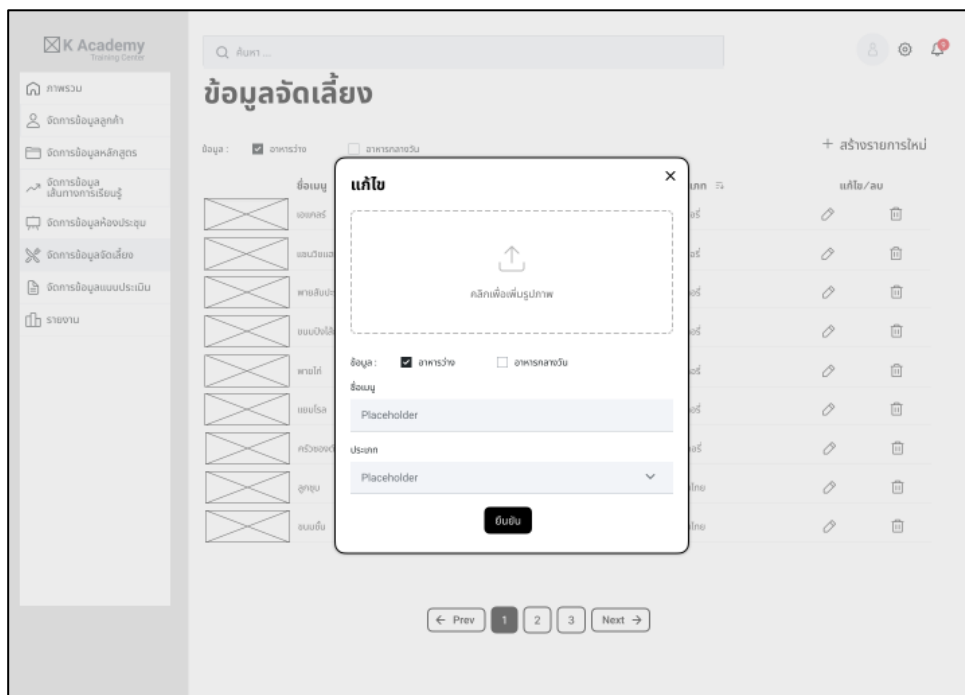 K Academy
Training Center
ค้นหา ...
0
ภาพรวม
จัดการข้อมูลลูกค้า
จัดการข้อมูลหลักสูตร
จัดการข้อมูล
เส้นทางการเรียนรู้
จัดการข้อมูลห้องประชุม
จัดการข้อมูลจัดเลี้ยง
จัดการข้อมูลแบบประเมิน
รายงาน
ข้อมูลจัดเลี้ยง
ข้อมูล : อาหารว่าง อาหารกลางวัน
+ สร้างรายการใหม่
ชื่อเมนู แก้ไข/ลบ
เอแคลร์
พายไก่
แยมโรล
ลูกชุบ
ขนมชั้น
แก้ไข
คลิกเพื่อเพิ่มรูปภาพ
ข้อมูล : อาหารว่าง อาหารกลางวัน
ชื่อเมนู
Placeholder
ประเภท
Placeholder
ยืนยัน
← Prev 1 2 3 Next →